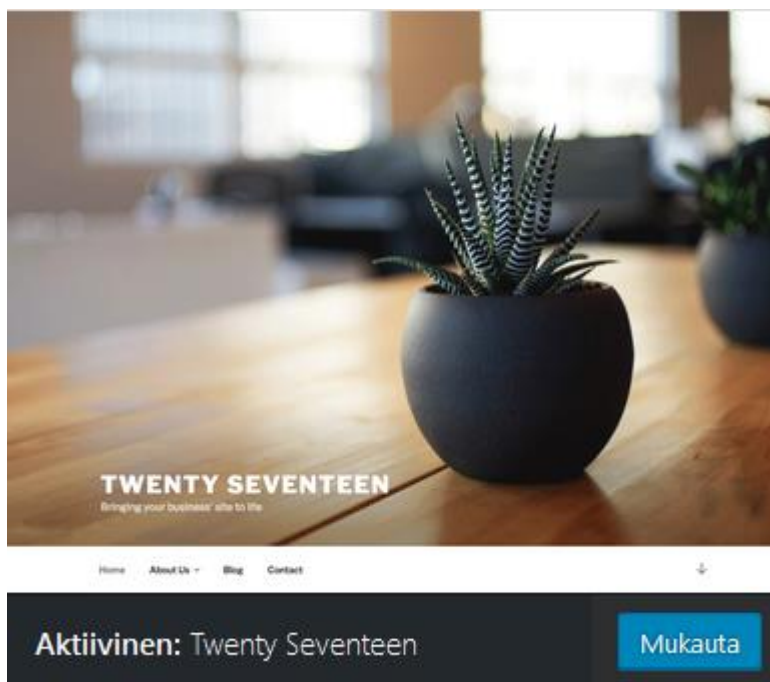 TWENTY SEVENTEEN
Bringing your business' site to life
Home About Us Blog Contact
Aktiivinen: Twenty Seventeen Mukauta